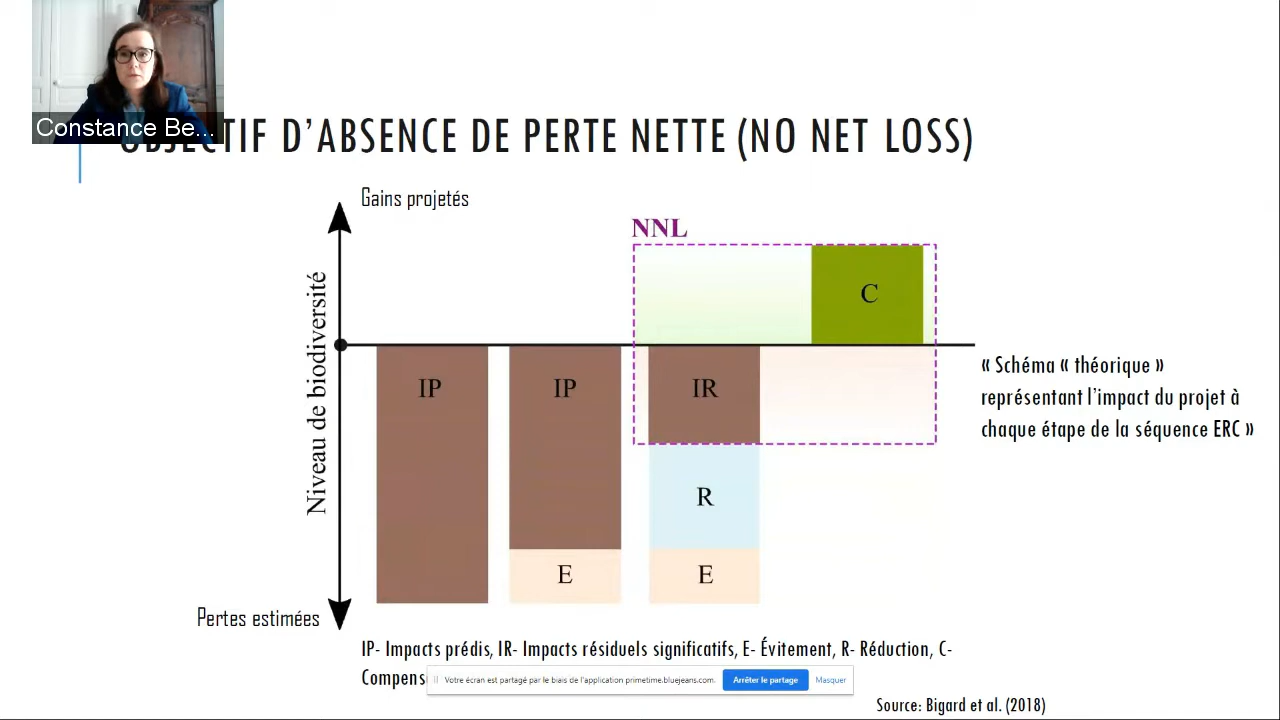 Constance Be...
OBJECTIF D'ABSENCE DE PERTE NETTE (NO NET LOSS)
Gains projetés
NNL
C
Niveau de biodiversité
IP
IP
IR
« Schéma « théorique »
représentant l'impact du projet à
chaque étape de la séquence ERC »
R
E
E
Pertes estimées
IP- Impacts prédis, IR- Impacts résiduels significatifs, E- Évitement, R- Réduction, C-
Compens
Votre écran est partagé par le biais de l'application primetime.bluejeans.com.
Arrêter le partage
Masquer
Source: Bigard et al. (2018)